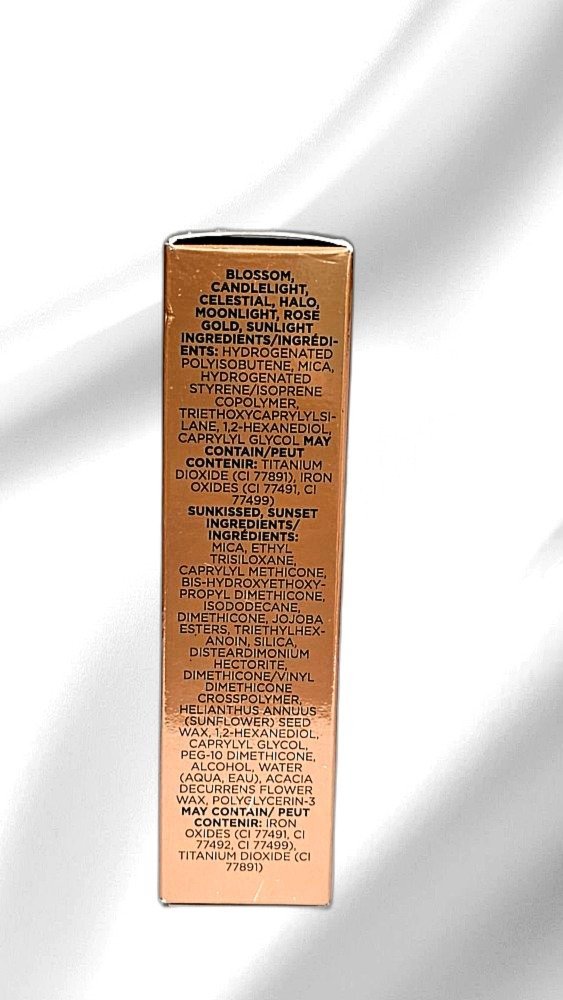 BLOSSOM,
CANDLELIGHT,
CELESTIAL, HALO,
MOONLIGHT, ROSE
GOLD, SUNLIGHT
INGREDIENTS/INGRÉDI-
ENTS: HYDROGENATED
POLYISOBUTENE, MICA,
HYDROGENATED
STYRENE/ISOPRENE
COPOLYMER,
TRIETHOXYCAPRYLYLSI-
LANE, 1,2-HEXANEDIOL,
CAPRYLYL GLYCOL MAY
CONTAIN/PEUT
CONTENIR: TITANIUM
DIOXIDE (CI 77891), IRON
OXIDES (CI 77491, CI
77499)
SUNKISSED, SUNSET
INGREDIENTS/
INGRÉDIENTS:
MICA, ETHYL
TRISILOXANE,
CAPRYLYL METHICONE,
BIS-HYDROXYETHOXY-
PROPYL DIMETHICONE,
ISODODECANE,
DIMETHICONE, JOJOBA
ESTERS, TRIETHYLHEX-
ANOIN, SILICA,
DISTEARDIMONIUM
HECTORITE,
DIMETHICONE/VINYL
DIMETHICONE
CROSSPOLYMER,
HELIANTHUS ANNUUS
(SUNFLOWER) SEED
WAX, 1,2-HEXANEDIOL,
CAPRYLYL GLYCOL,
PEG-10 DIMETHICONE,
ALCOHOL, WATER
(AQUA, EAU), ACACIA
DECURRENS FLOWER
WAX, POLYGLYCERIN-3
MAY CONTAIN/ PEUT
CONTENIR: IRON
OXIDES (CI 77491, CI
77492, CI 77499),
TITANIUM DIOXIDE (CI
77891)